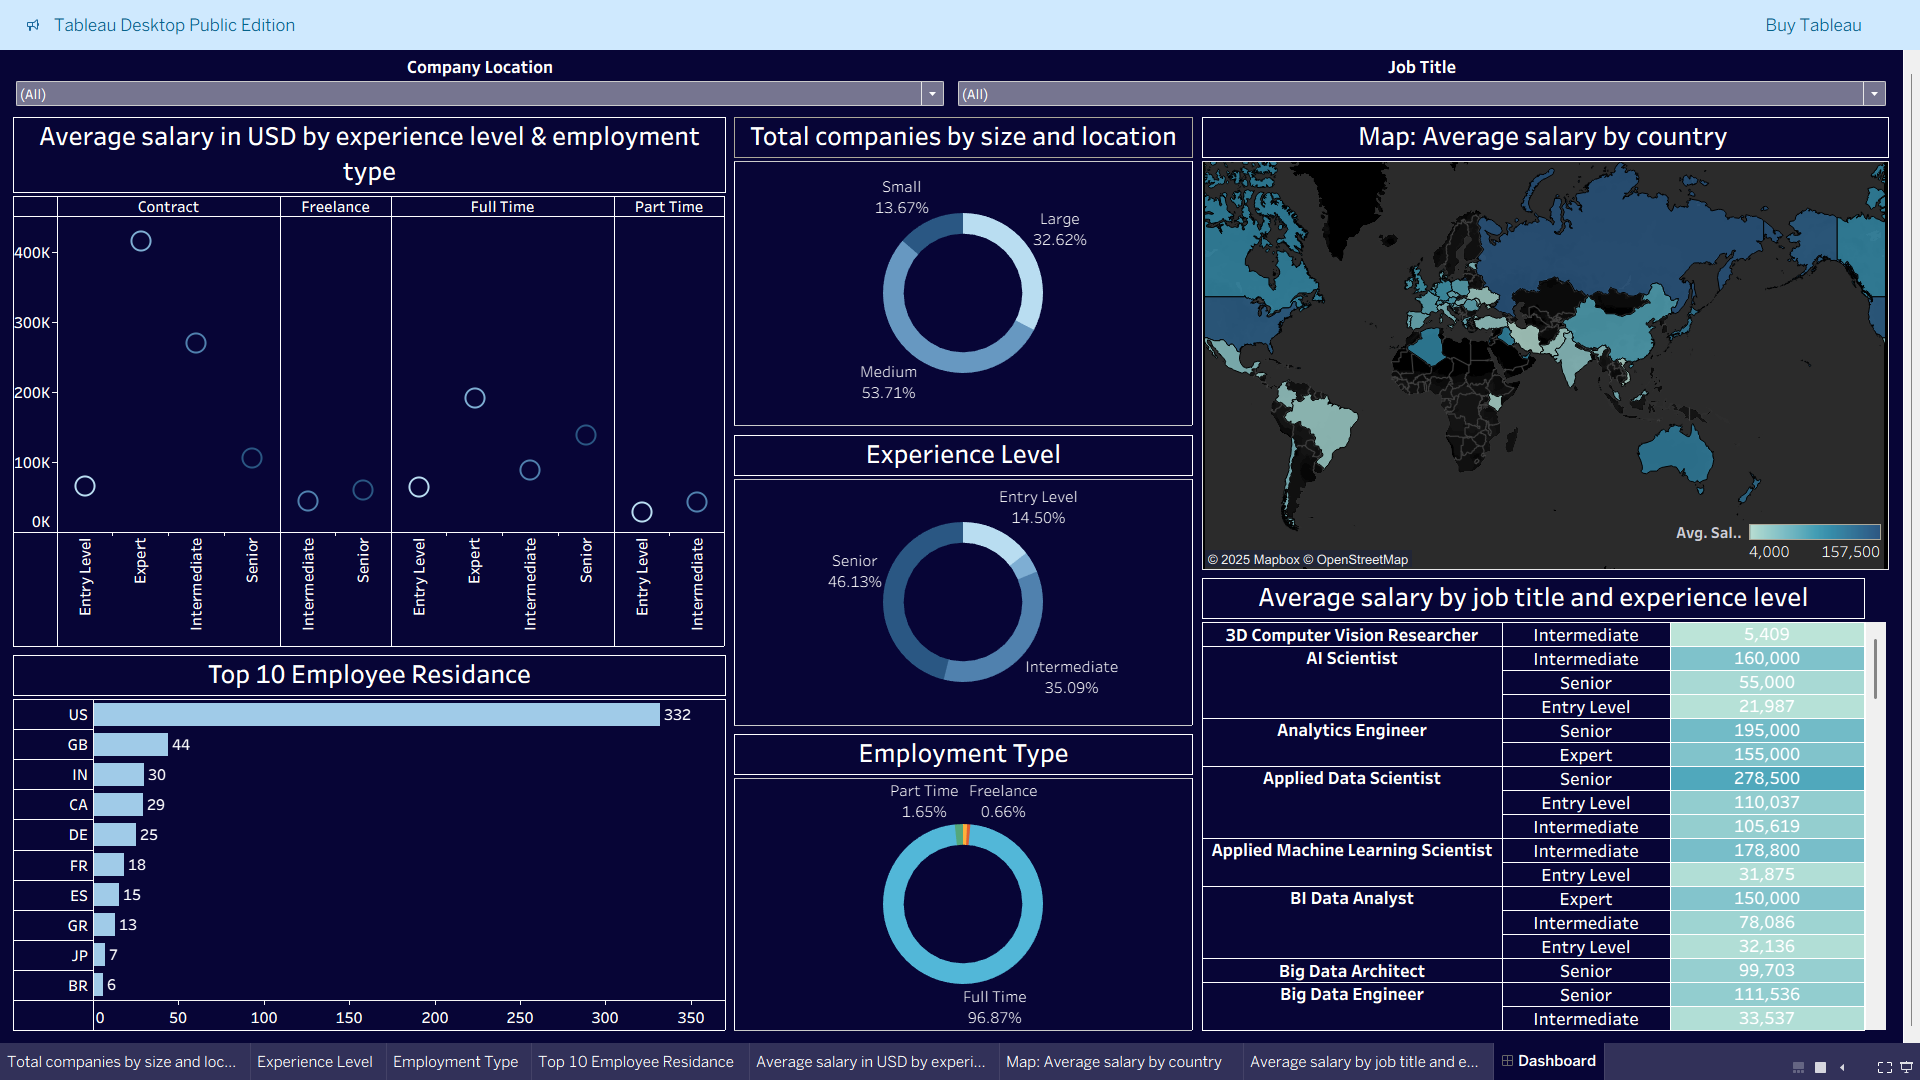 Tableau Desktop Public Edition
Buy Tableau
Company Location
Job Title
(All)
(All)
Average salary in USD by experience level & employment
type
Contract
Freelance
Full Time
Part Time
400K
300K
200K
100K
0K
Entry Level
Expert
Intermediate
Senior
Intermediate
Senior
Entry Level
Expert
Intermediate
Senior
Entry Level
Intermediate
Top 10 Employee Residance
US 332
GB 44
IN 30
CA 29
DE 25
FR 18
ES 15
GR 13
JP 7
BR 6
0 50 100 150 200 250 300 350
Total companies by size and location
Small
13.67%
Large
32.62%
Medium
53.71%
Experience Level
Entry Level
14.50%
Senior
46.13%
Intermediate
35.09%
Employment Type
Part Time
1.65%
Freelance
0.66%
Full Time
96.87%
Map: Average salary by country
Avg. Sal..
4,000 157,500
© 2025 Mapbox © OpenStreetMap
Average salary by job title and experience level
3D Computer Vision Researcher Intermediate 5,409
AI Scientist Intermediate 160,000
Senior 55,000
Entry Level 21,987
Analytics Engineer Senior 195,000
Expert 155,000
Applied Data Scientist Senior 278,500
Entry Level 110,037
Intermediate 105,619
Applied Machine Learning Scientist Intermediate 178,800
Entry Level 31,875
BI Data Analyst Expert 150,000
Intermediate 78,086
Entry Level 32,136
Big Data Architect Senior 99,703
Big Data Engineer Senior 111,536
Intermediate 33,537
Total companies by size and loc...
Experience Level
Employment Type
Top 10 Employee Residance
Average salary in USD by experi...
Map: Average salary by country
Average salary by job title and e...
Dashboard